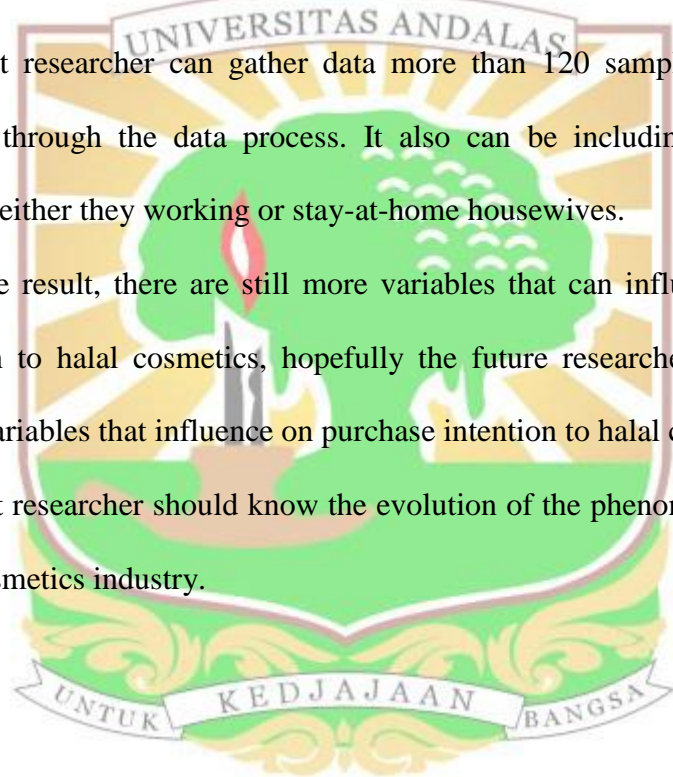 UNIVERSITAS ANDALAS
t researcher can gather data more than 120 sampl
through the data process. It also can be includin
either they working or stay-at-home housewives.
e result, there are still more variables that can influ
to halal cosmetics, hopefully the future researche
ariables that influence on purchase intention to halal
t researcher should know the evolution of the phenor
smetics industry.
UNTUK KEDJAJAAN BANGSA